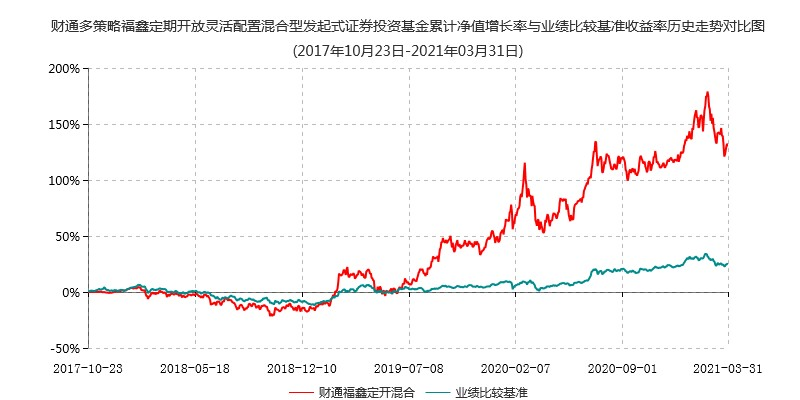 财通多策略福鑫定期开放灵活配置混合型发起式证券投资基金累计净值增长率与业绩比较基准收益率历史走势对比图
(2017年10月23日-2021年03月31日)
200%
150%
100%
50%
0%
-50%
2017-10-23 2018-05-18 2018-12-10 2019-07-08 2020-02-07 2020-09-01 2021-03-31
财通福鑫定开混合 业绩比较基准